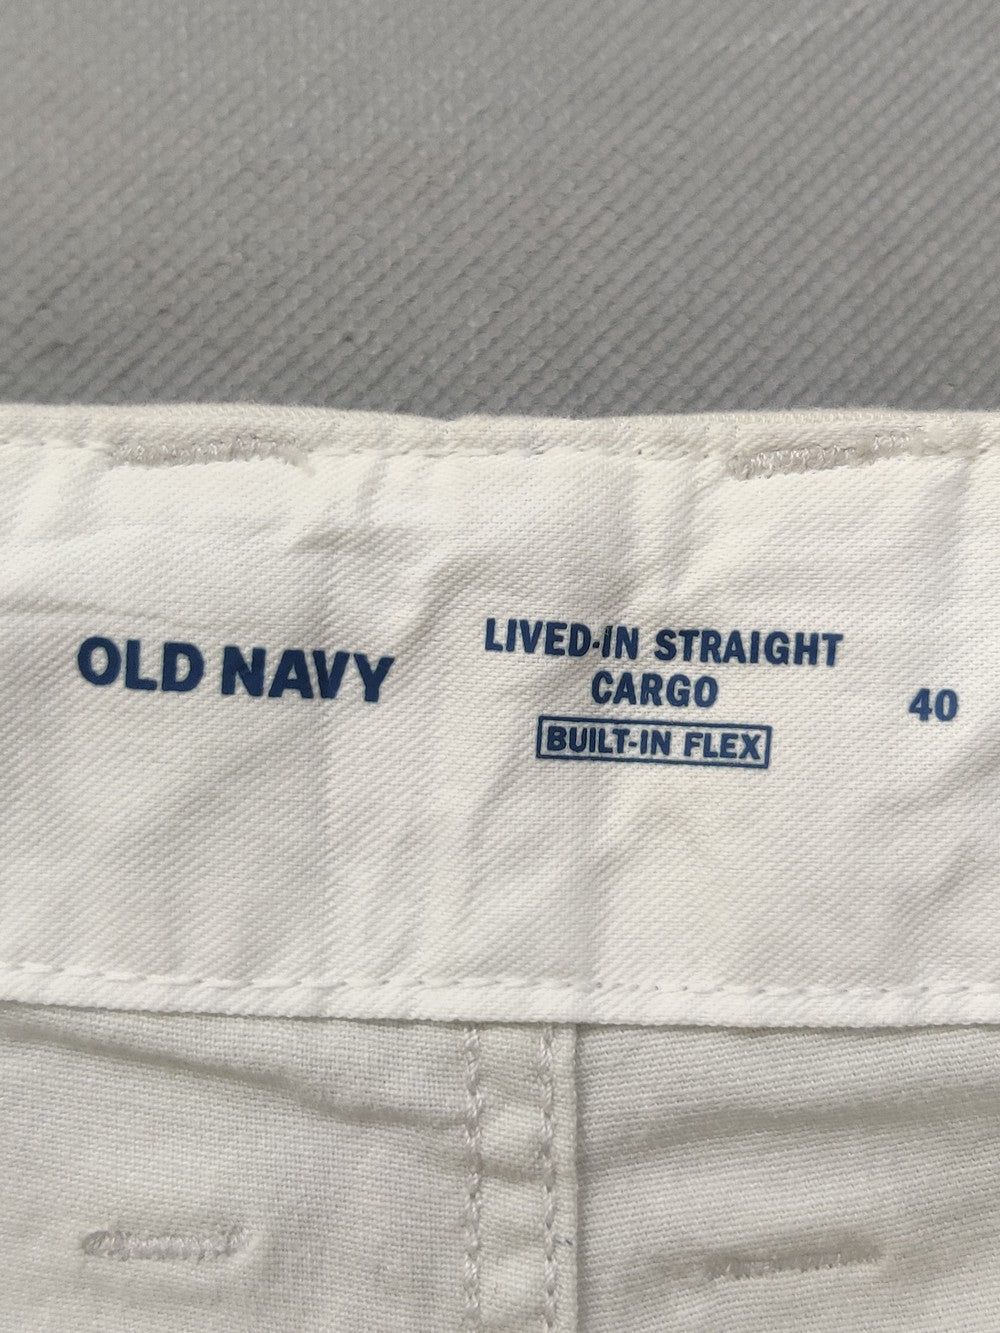 OLD NAVY
LIVED-IN STRAIGHT
CARGO
BUILT-IN FLEX
40